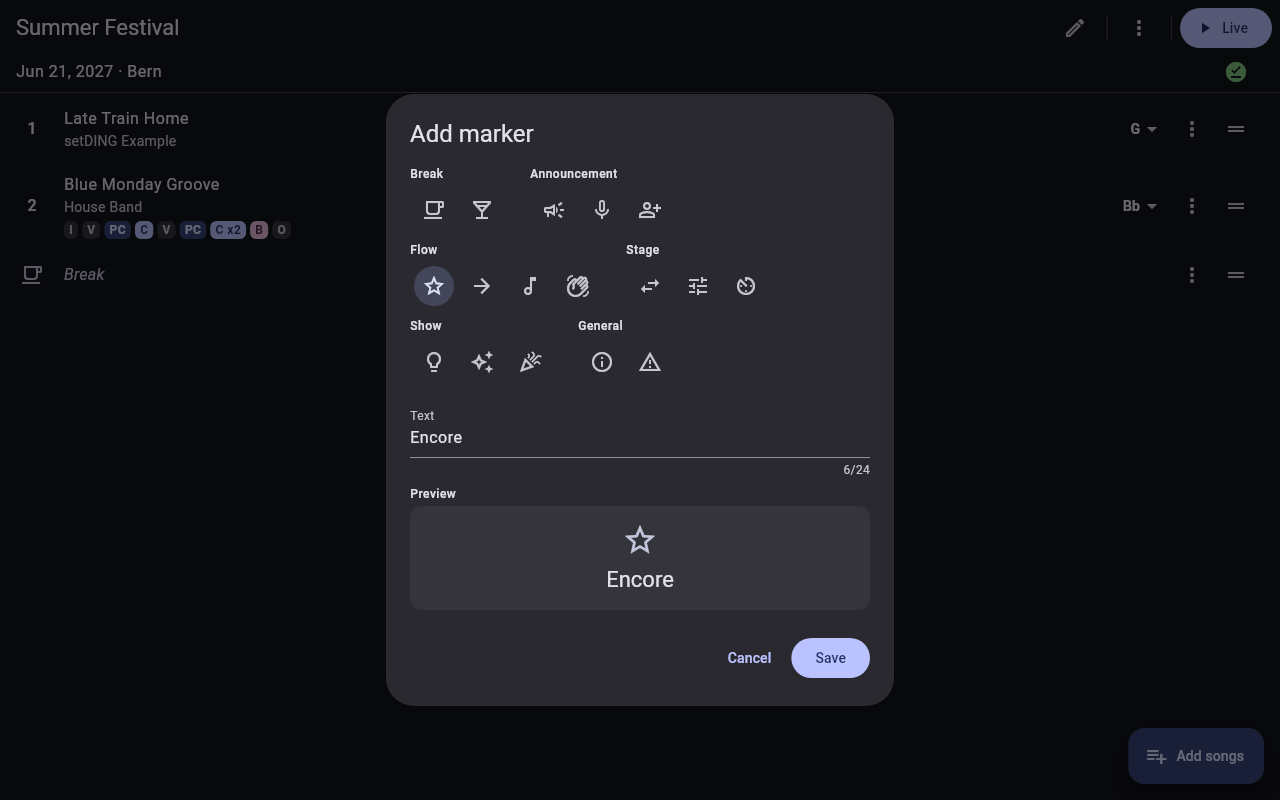 Summer Festival
Live
Jun 21, 2027 · Bern
1
Late Train Home
setDING Example
G
2
Blue Monday Groove
House Band
Bb
I V PC C V PC C x2 B O
Break
Add marker
Break
Announcement
Flow
Stage
Show
General
Text
Encore
6/24
Preview
Encore
Cancel
Save
Add songs